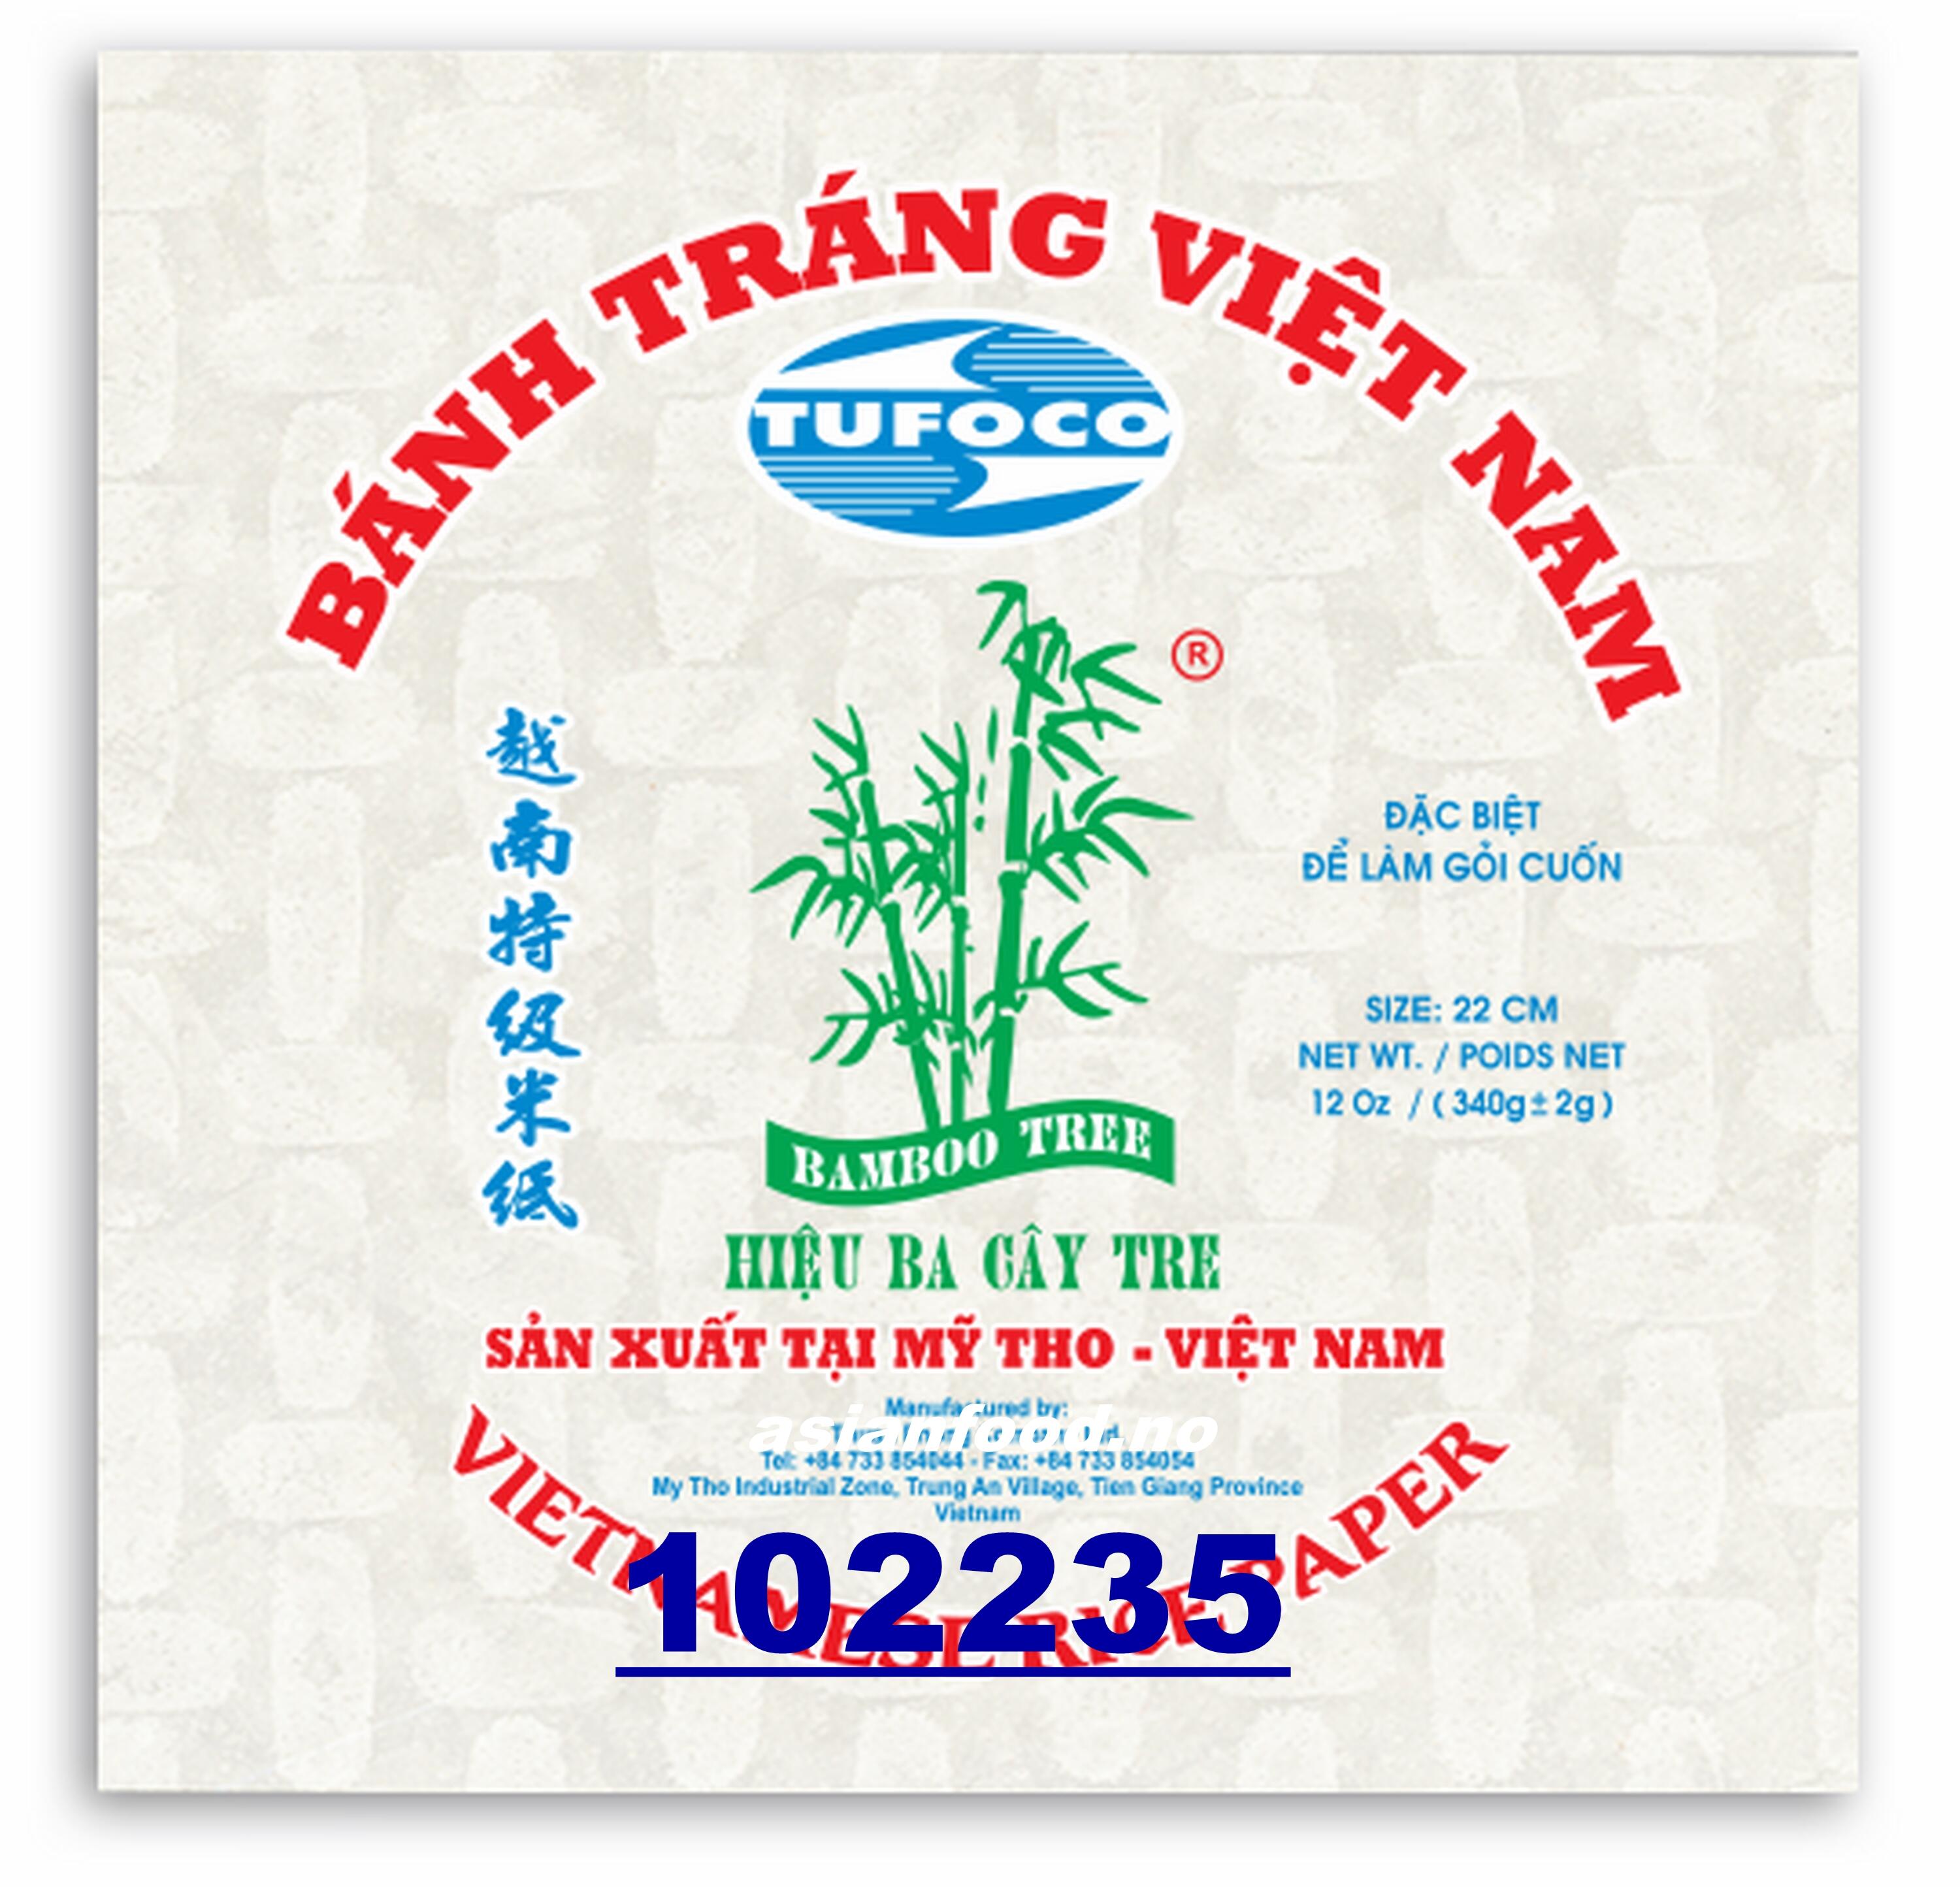 BÁNH TRÁNG VIỆT NAM
TUFOCO
®
越南特级米纸
ĐẶC BIỆT
ĐỂ LÀM GỎI CUỐN
SIZE: 22 CM
NET WT. / POIDS NET
12 Oz / ( 340g ± 2g )
BAMBOO TREE
HIỆU BA CÂY TRE
SẢN XUẤT TẠI MỸ THO - VIỆT NAM
Manufactured by:
asianfood.no
Tel: +84 733 854044 - Fax: +84 733 854054
My Tho Industrial Zone, Trung An Village, Tien Giang Province
Vietnam
VIETNAMESE RICE PAPER
102235